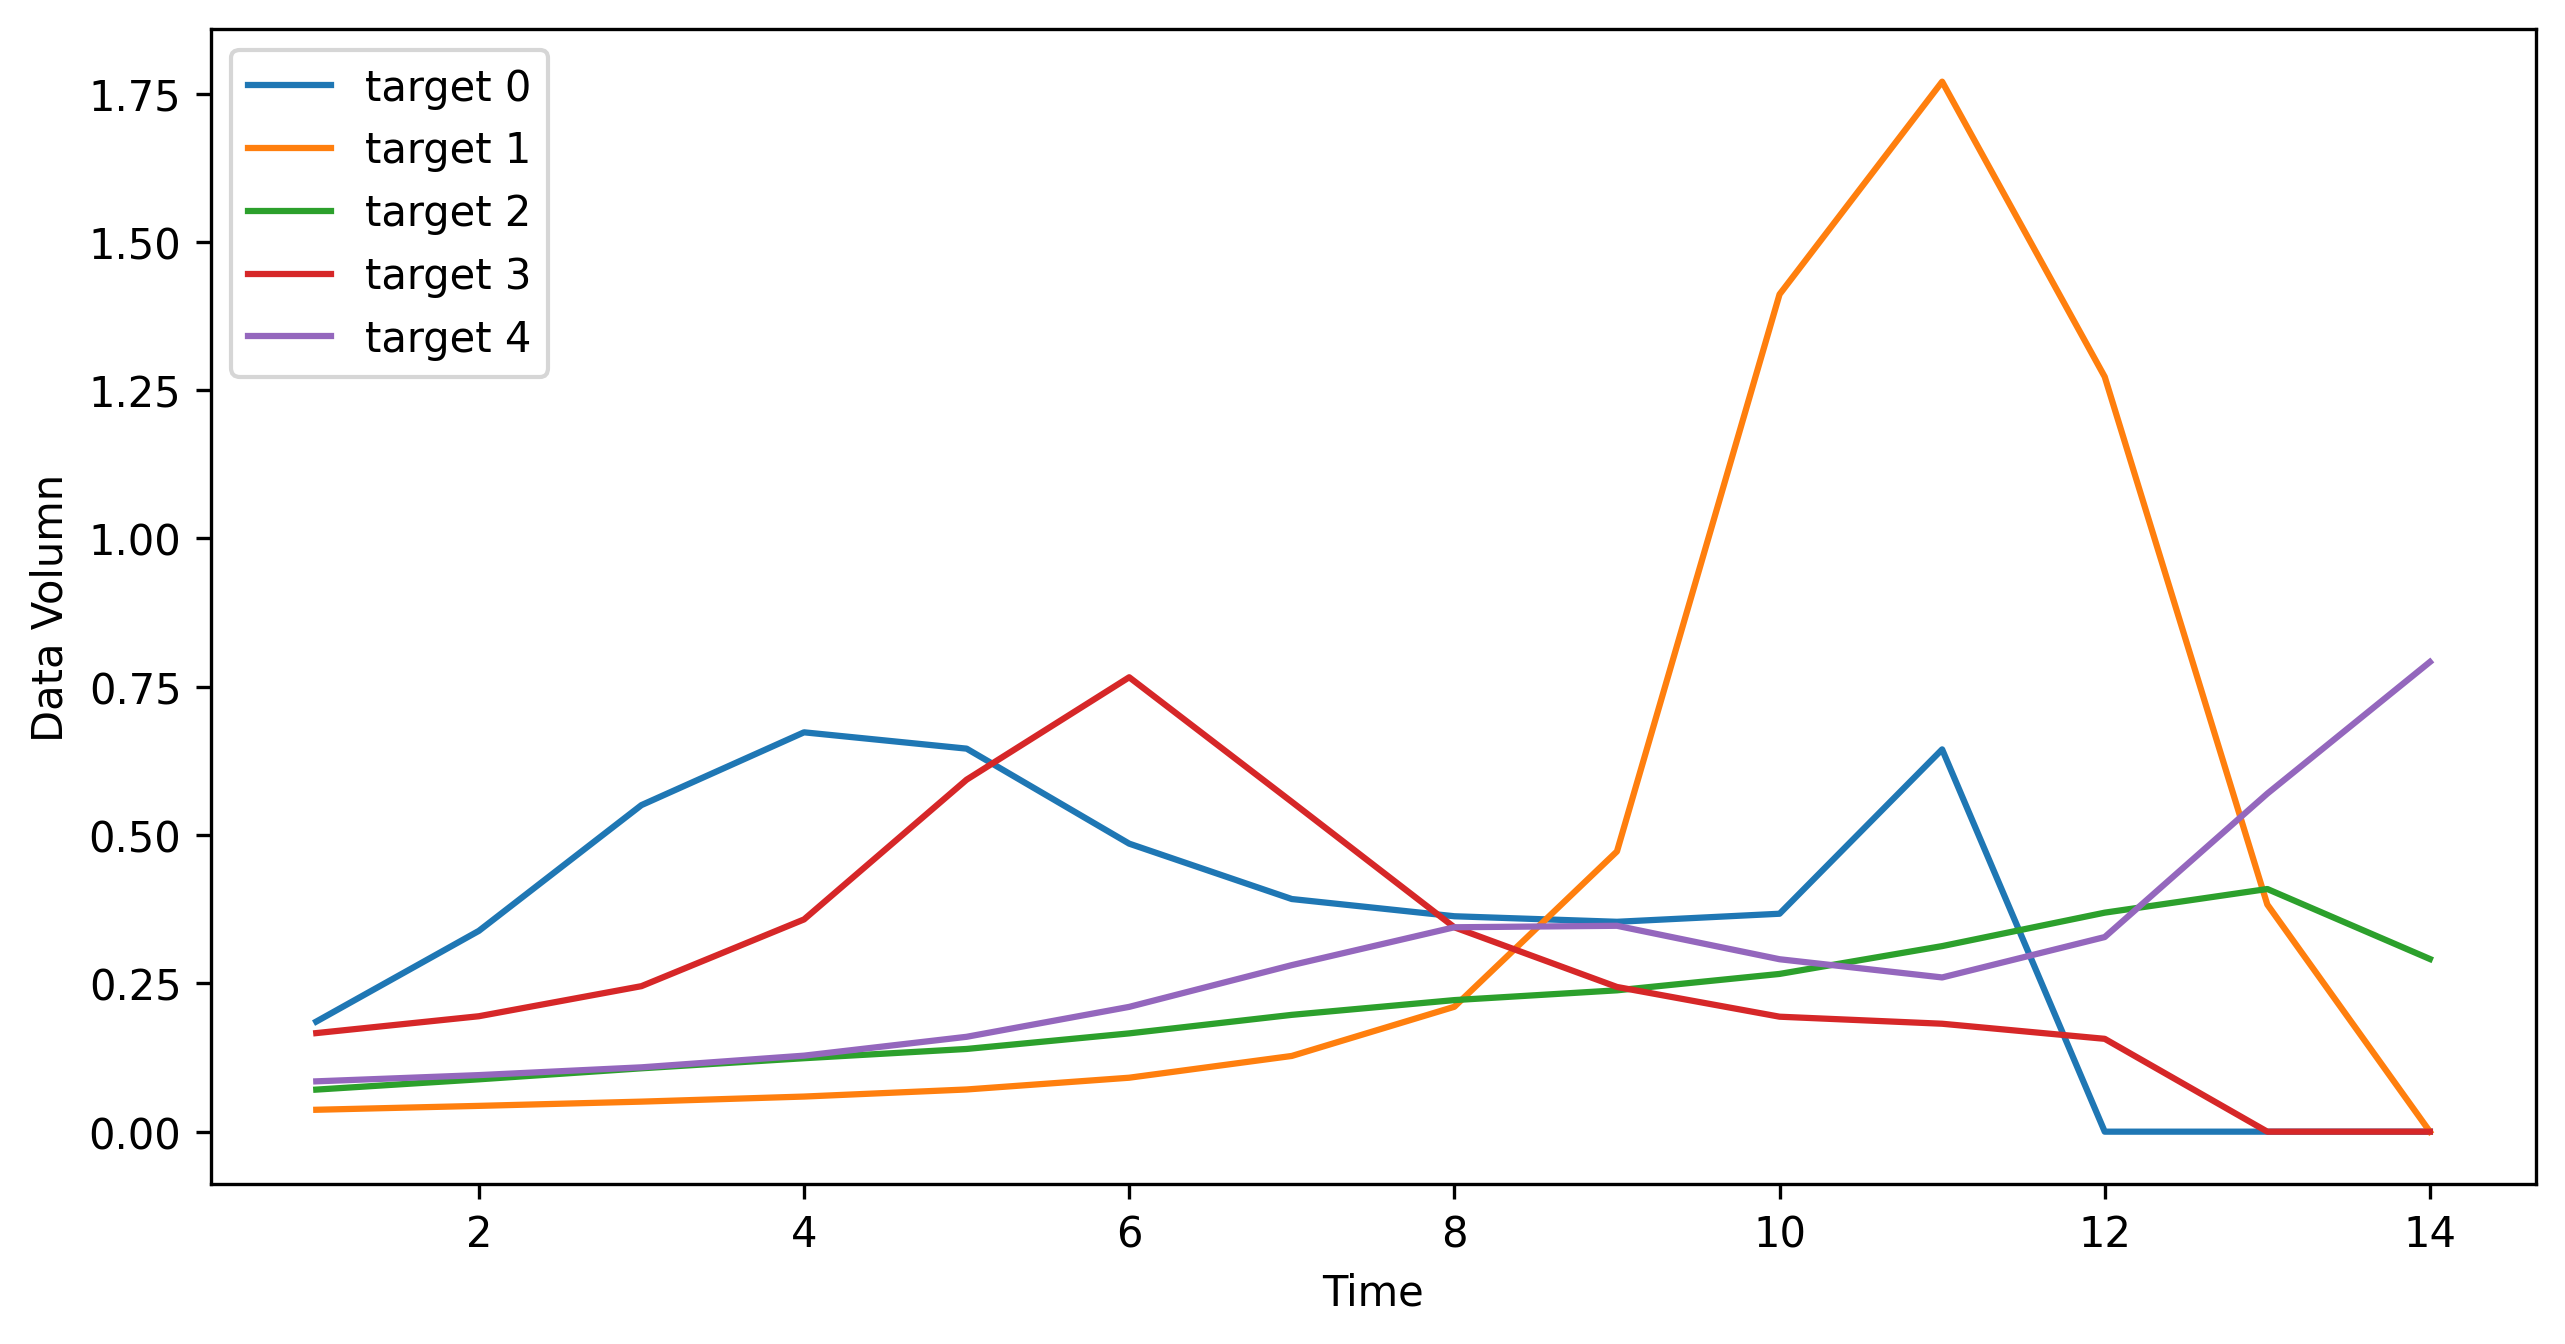 target 0
target 1
target 2
target 3
target 4
1.75
1.50
1.25
1.00
0.75
0.50
0.25
0.00
Data Volumn
2 4 6 8 10 12 14
Time